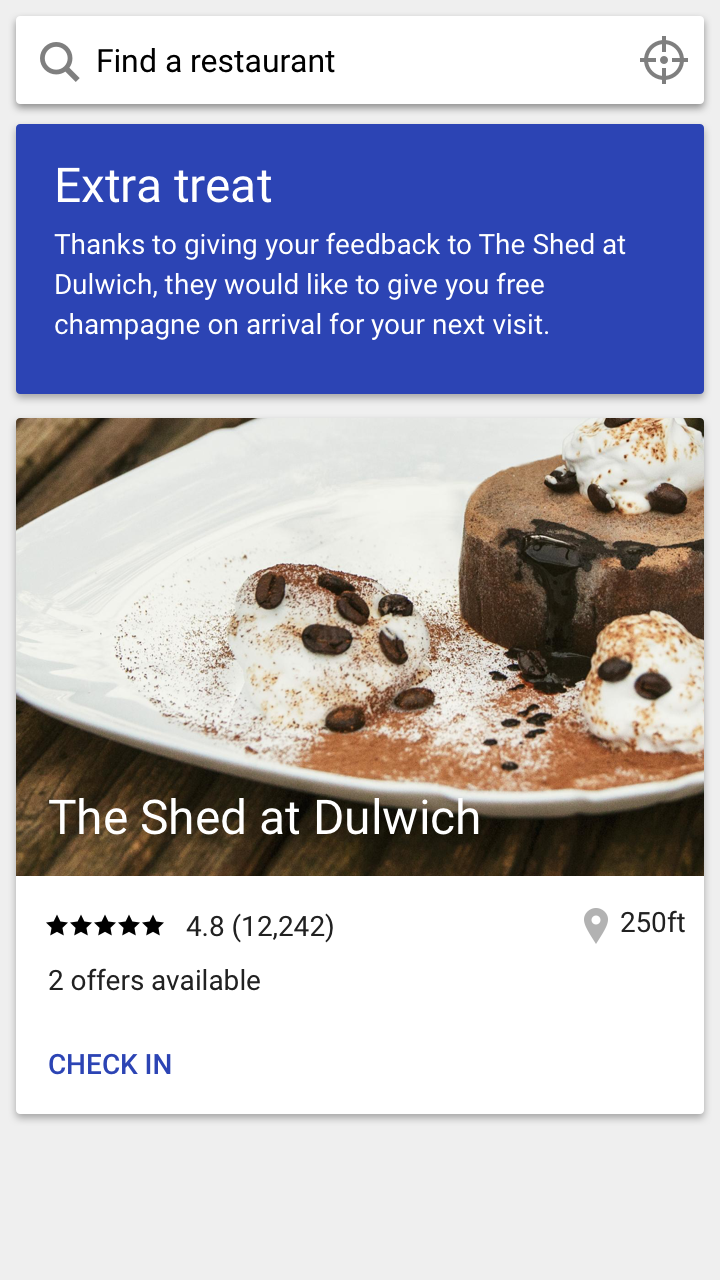 Find a restaurant
Extra treat
Thanks to giving your feedback to The Shed at
Dulwich, they would like to give you free
champagne on arrival for your next visit.
The Shed at Dulwich
4.8 (12,242)
250ft
2 offers available
CHECK IN